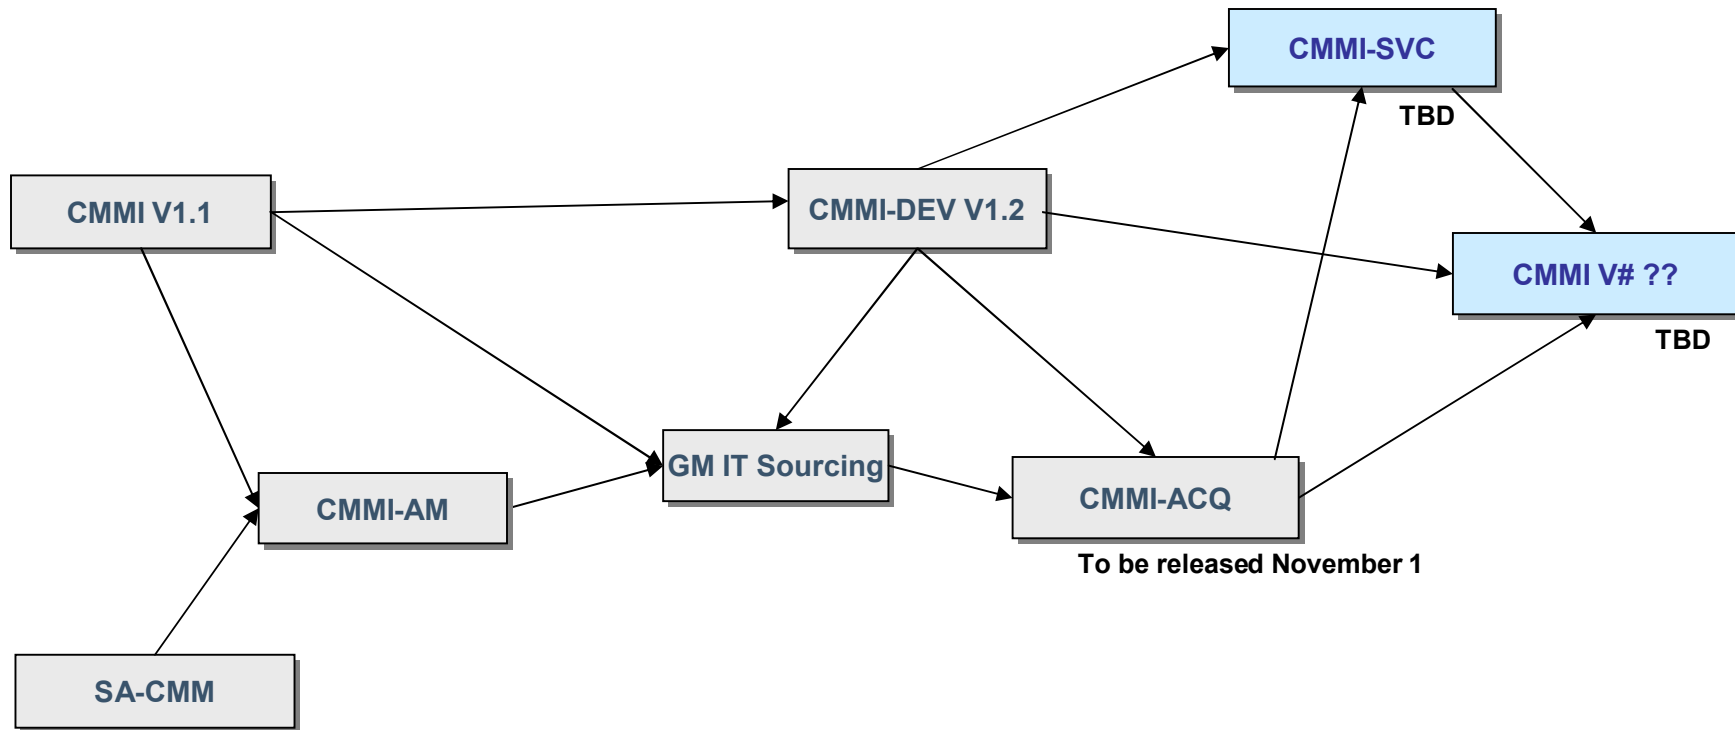 CMMI-SVC
TBD
CMMI V1.1
CMMI-DEV V1.2
CMMI V# ??
TBD
GM IT Sourcing
CMMI-AM
CMMI-ACQ
To be released November 1
SA-CMM